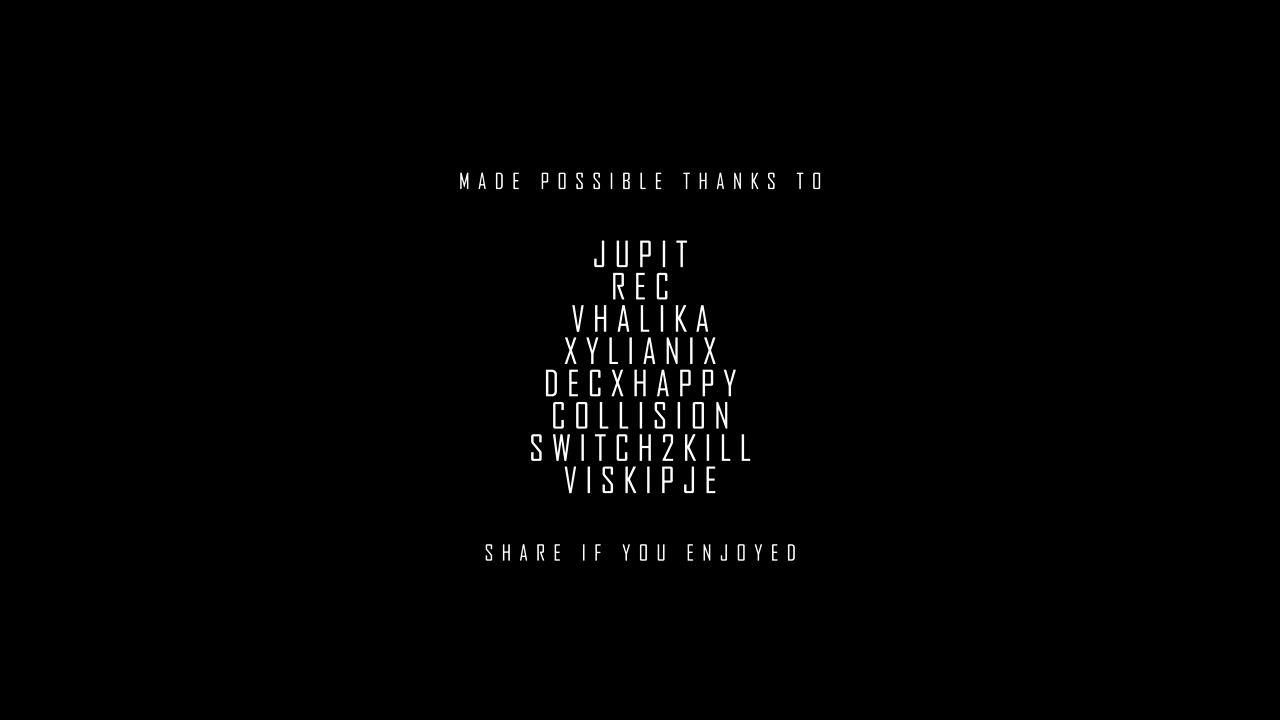 MADE POSSIBLE THANKS TO
JUPIT
REC
VHALIKA
XYLIANIX
DECXHAPPY
COLLISION
SWITCH2KILL
VISKIPJE
SHARE IF YOU ENJOYED